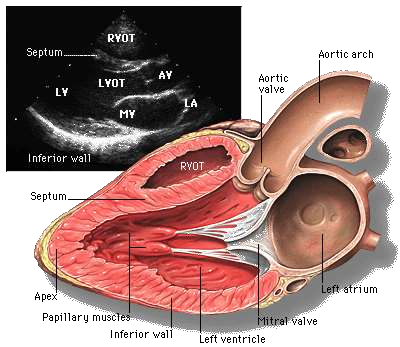 RVOT
Septum
LVOT
AV
LV
LA
MV
Inferior wall
Aortic arch
Aortic valve
RVOT
Septum
Apex
Papillary muscles
Inferior wall
Left ventricle
Mitral valve
Left atrium